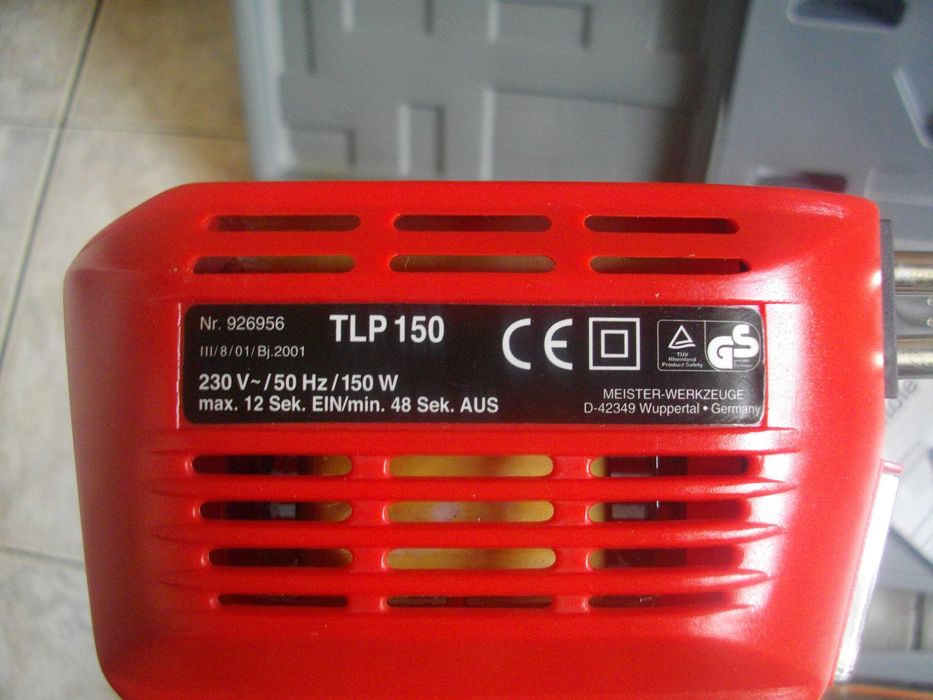 Nr. 926956
TLP 150
III/8/01/Bj.2001
230 V~/50 Hz/150 W
max. 12 Sek. EIN/min. 48 Sek. AUS
CE
TÜV
Rheinland
Product Safety
GS
MEISTER-WERKZEUGE
D-42349 Wuppertal • Germany